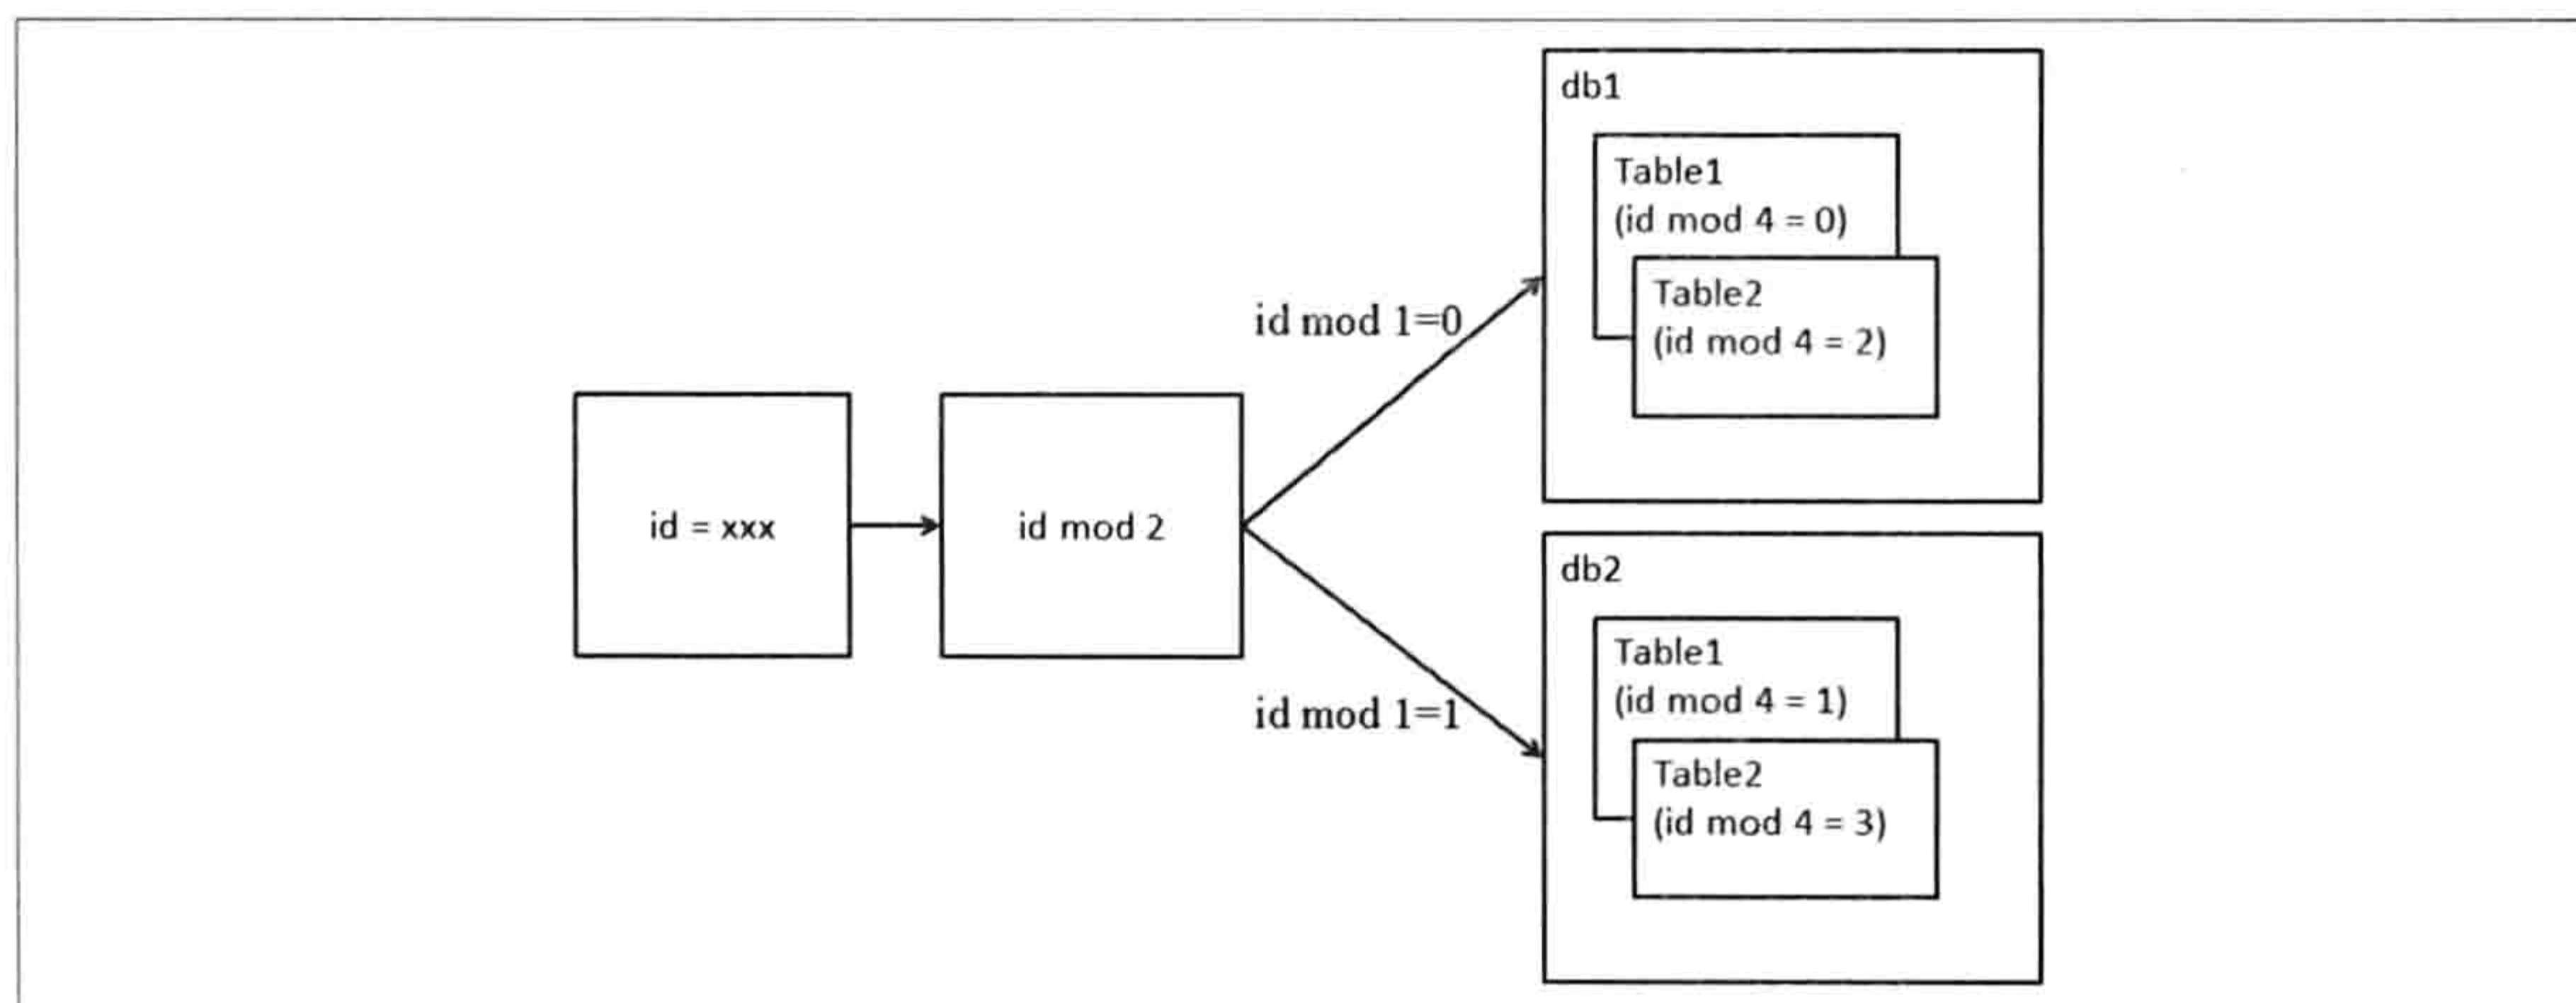 db1
Table1
(id mod 4 = 0)
Table2
(id mod 4 = 2)
id mod 1=0
id = xxx
id mod 2
id mod 1=1
db2
Table1
(id mod 4 = 1)
Table2
(id mod 4 = 3)